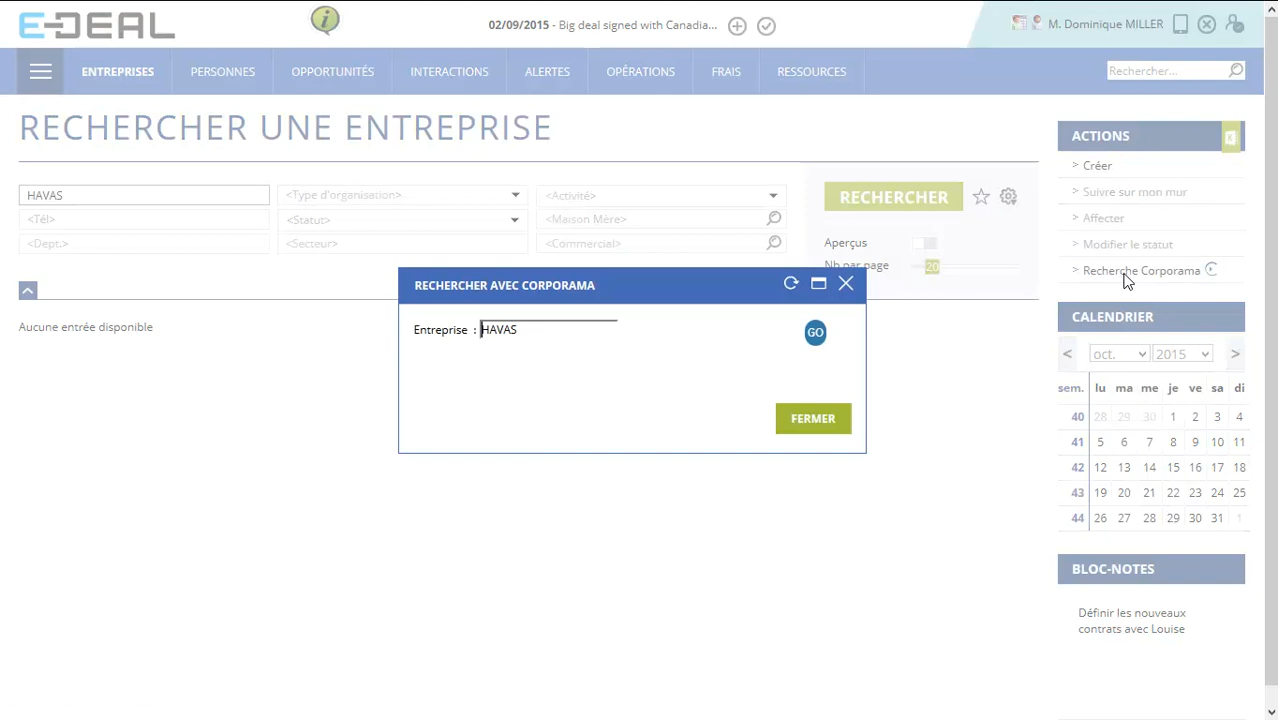 E-DEAL
02/09/2015 - Big deal signed with Canadia...
M. Dominique MILLER
ENTREPRISES PERSONNES OPPORTUNITÉS INTERACTIONS ALERTES OPÉRATIONS FRAIS RESSOURCES
Rechercher...
RECHERCHER UNE ENTREPRISE
HAVAS <Type d'organisation> <Activité>
<Tél> <Statut> <Maison Mère>
<Dept.> <Secteur> <Commercial>
RECHERCHER
Aperçus
Nb par page 20
Aucune entrée disponible
RECHERCHER AVEC CORPORAMA
Entreprise : HAVAS
GO
FERMER
ACTIONS
> Créer
> Suivre sur mon mur
> Affecter
> Modifier le statut
> Recherche Corporama
CALENDRIER
< oct. 2015 >
sem. lu ma me je ve sa di
40 28 29 30 1 2 3 4
41 5 6 7 8 9 10 11
42 12 13 14 15 16 17 18
43 19 20 21 22 23 24 25
44 26 27 28 29 30 31 1
BLOC-NOTES
Définir les nouveaux
contrats avec Louise